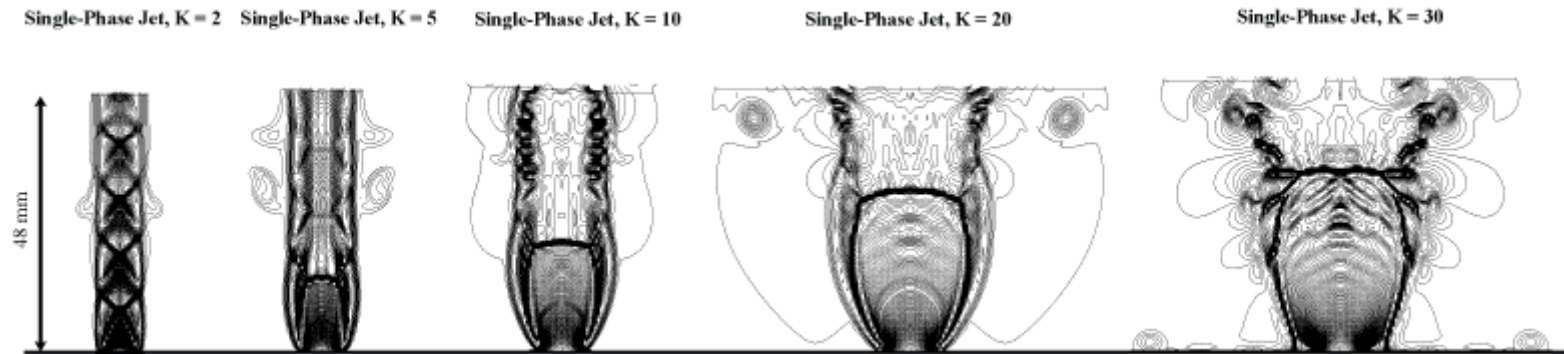 Single-Phase Jet, K = 2
Single-Phase Jet, K = 5
Single-Phase Jet, K = 10
Single-Phase Jet, K = 20
Single-Phase Jet, K = 30
48 mm